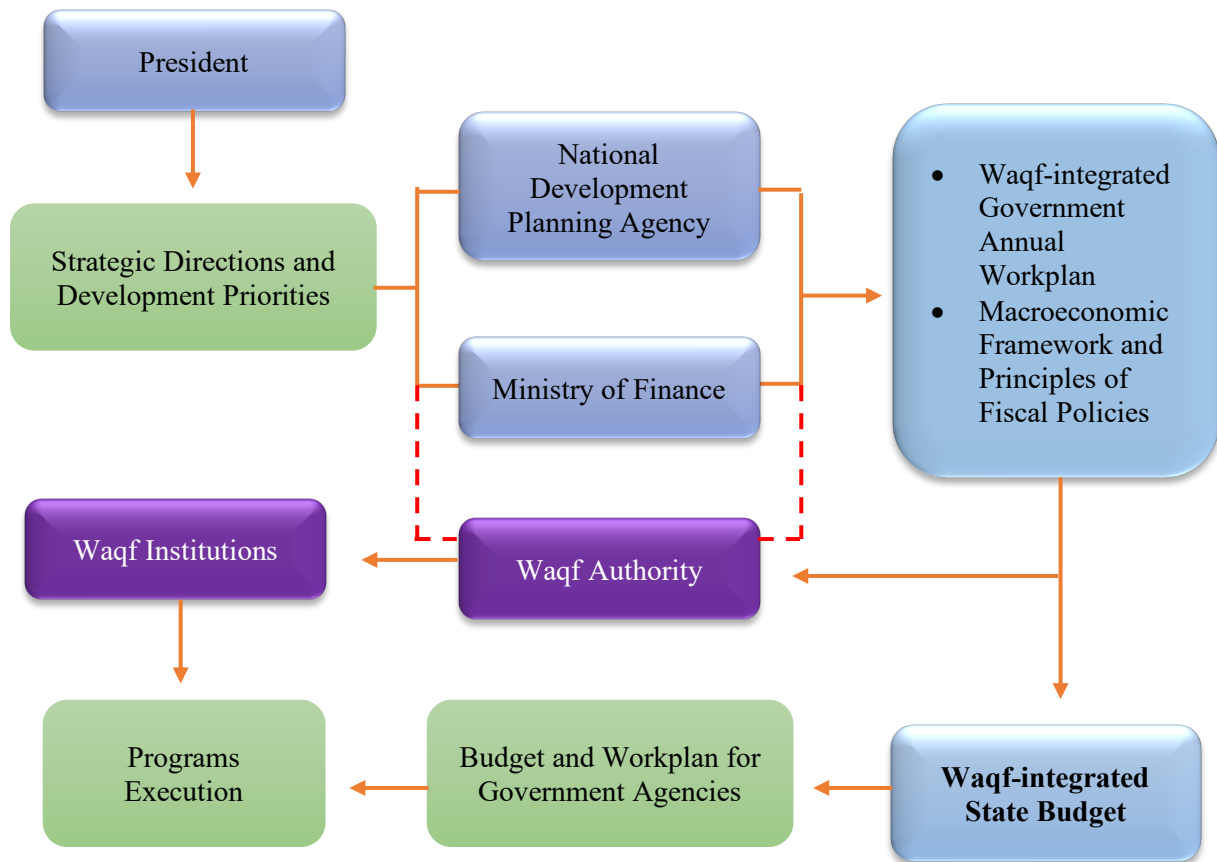 President
National
Development
Planning Agency
Strategic Directions and
Development Priorities
Ministry of Finance
• Waqf-integrated
Government
Annual
Workplan
• Macroeconomic
Framework and
Principles of
Fiscal Policies
Waqf Institutions
Waqf Authority
Programs
Execution
Budget and Workplan for
Government Agencies
Waqf-integrated
State Budget